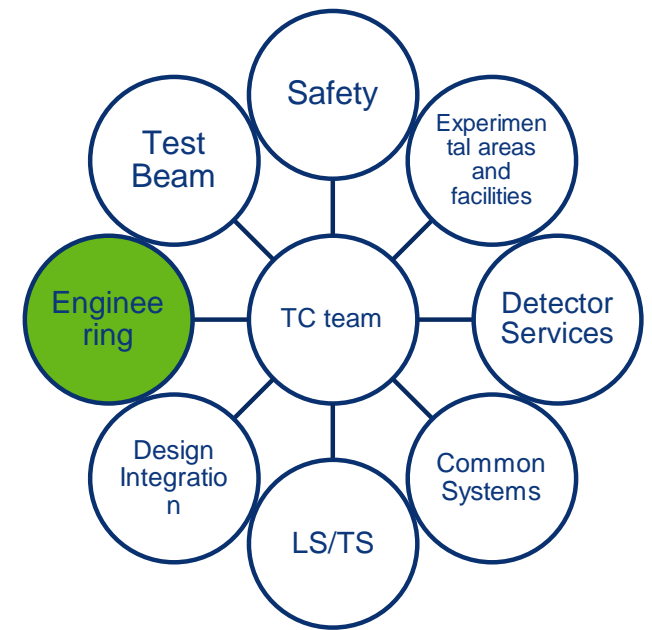 Safety
Experimen
tal areas
and
facilities
Test
Beam
Enginee
ring
TC team
Detector
Services
Design
Integratio
n
Common
Systems
LS/TS